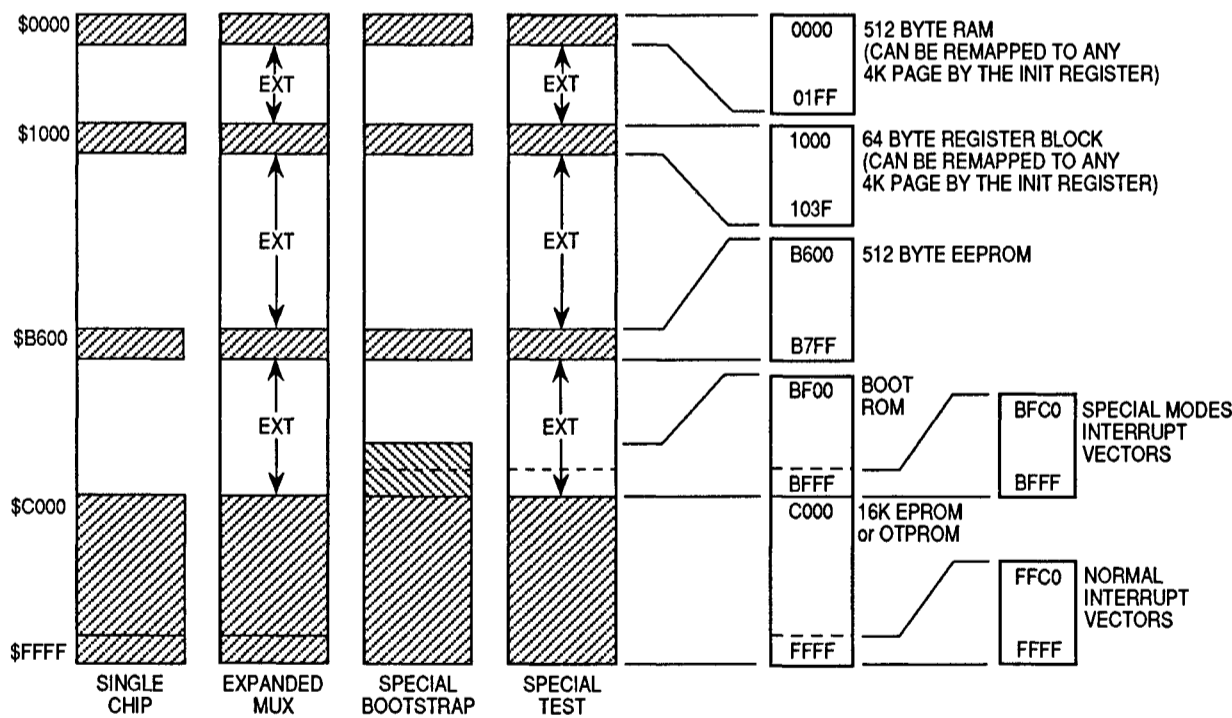 $0000
$1000
$B600
$C000
$FFFF
EXT
EXT
EXT
EXT
EXT
EXT
SINGLE
CHIP
EXPANDED
MUX
SPECIAL
BOOTSTRAP
SPECIAL
TEST
0000
01FF
512 BYTE RAM
(CAN BE REMAPPED TO ANY
4K PAGE BY THE INIT REGISTER)
1000
103F
64 BYTE REGISTER BLOCK
(CAN BE REMAPPED TO ANY
4K PAGE BY THE INIT REGISTER)
B600
B7FF
512 BYTE EEPROM
BF00
BFFF
BOOT
ROM
BFC0
BFFF
SPECIAL MODES
INTERRUPT
VECTORS
C000
FFFF
16K EPROM
or OTPROM
FFC0
FFFF
NORMAL
INTERRUPT
VECTORS